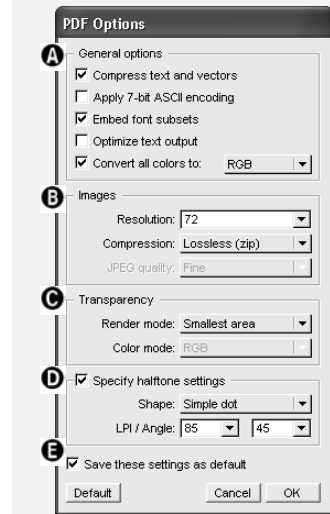 PDF Options
A General options
Compress text and vectors
Apply 7-bit ASCII encoding
Embed font subsets
Optimize text output
Convert all colors to: RGB
B Images
Resolution: 72
Compression: Lossless (zip)
JPEG quality: Fine
C Transparency
Render mode: Smallest area
Color mode: RGB
D Specify halftone settings
Shape: Simple dot
LPI / Angle: 85 45
E
Save these settings as default
Default Cancel OK